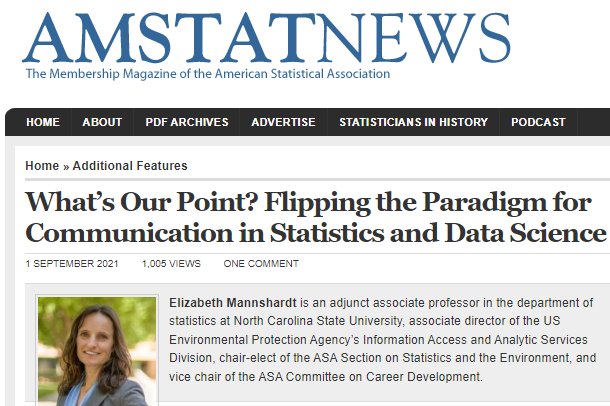 AMSTATNEWS
The Membership Magazine of the American Statistical Association
HOME ABOUT PDF ARCHIVES ADVERTISE STATISTICIANS IN HISTORY PODCAST
Home » Additional Features
What’s Our Point? Flipping the Paradigm for
Communication in Statistics and Data Science
1 SEPTEMBER 2021 1,005 VIEWS ONE COMMENT
Elizabeth Mannshardt is an adjunct associate professor in the department of
statistics at North Carolina State University, associate director of the US
Environmental Protection Agency’s Information Access and Analytic Services
Division, chair-elect of the ASA Section on Statistics and the Environment, and
vice chair of the ASA Committee on Career Development.